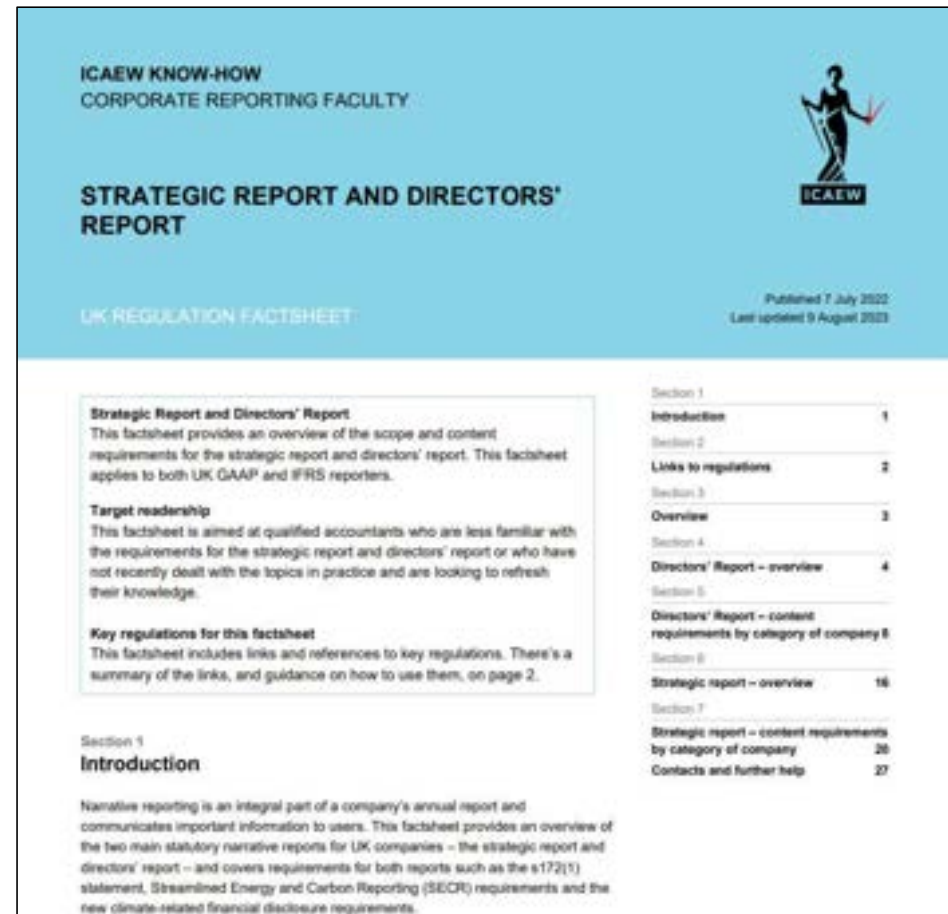 ICAEW KNOW-HOW
CORPORATE REPORTING FACULTY
ICAEW
STRATEGIC REPORT AND DIRECTORS'
REPORT
UK REGULATION FACTSHEET
Published 7 July 2022
Last updated 9 August 2023
Strategic Report and Directors' Report
This factsheet provides an overview of the scope and content
requirements for the strategic report and directors' report. This factsheet
applies to both UK GAAP and IFRS reporters.
Target readership
This factsheet is aimed at qualified accountants who are less familiar with
the requirements for the strategic report and directors' report or who have
not recently dealt with the topics in practice and are looking to refresh
their knowledge.
Key regulations for this factsheet
This factsheet includes links and references to key regulations. There's a
summary of the links, and guidance on how to use them, on page 2.
Section 1
Introduction 1
Section 2
Links to regulations 2
Section 3
Overview 3
Section 4
Directors' Report – overview 4
Section 5
Directors' Report – content
requirements by category of company 8
Section 6
Strategic report – overview 16
Section 7
Strategic report – content requirements
by category of company 20
Contacts and further help 27
Section 1
Introduction
Narrative reporting is an integral part of a company's annual report and
communicates important information to users. This factsheet provides an overview of
the two main statutory narrative reports for UK companies – the strategic report and
directors' report – and covers requirements for both reports such as the s172(1)
statement, Streamlined Energy and Carbon Reporting (SECR) requirements and the
new climate-related financial disclosure requirements.